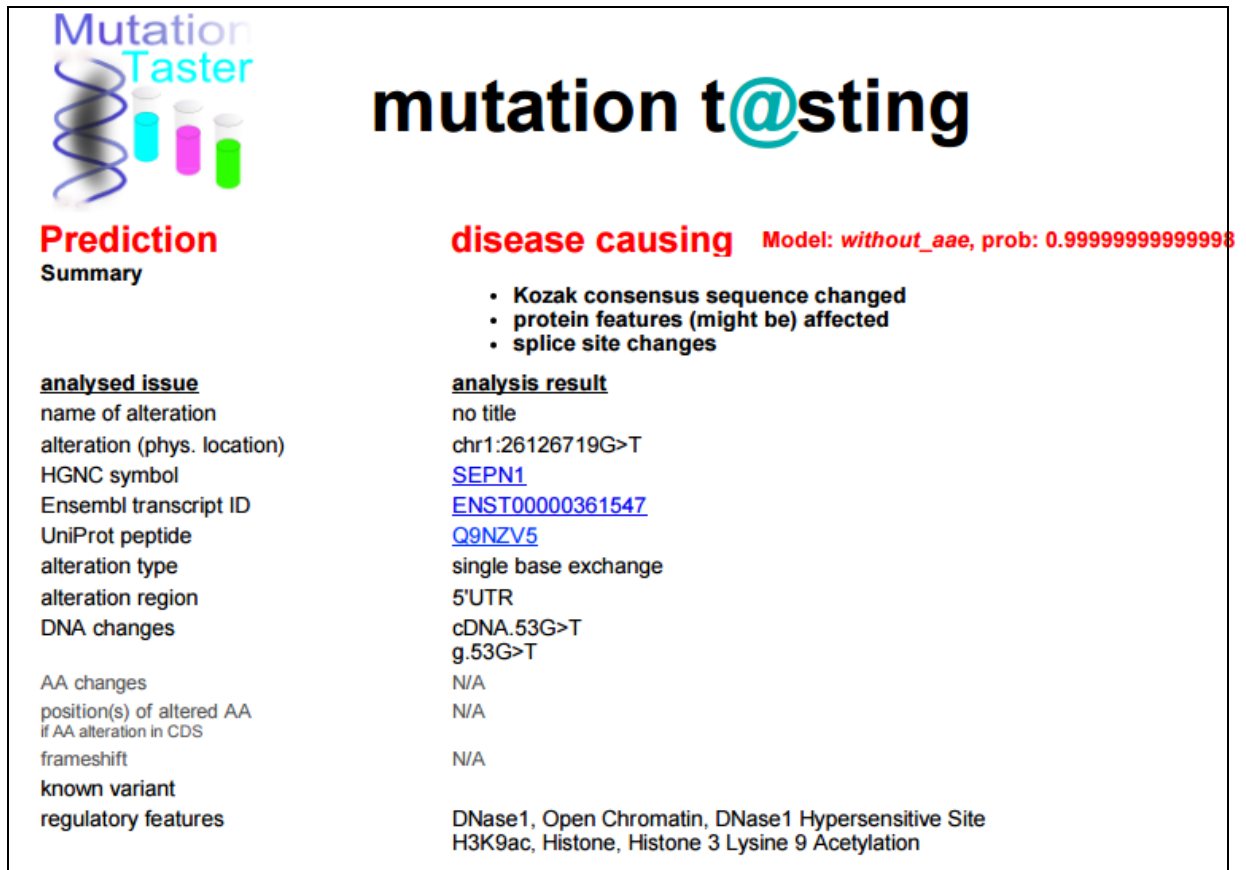 Mutation
Taster
mutation t@sting
Prediction disease causing Model: without_aae, prob: 0.99999999999998
Summary
• Kozak consensus sequence changed
• protein features (might be) affected
• splice site changes
analysed issue analysis result
name of alteration no title
alteration (phys. location) chr1:26126719G>T
HGNC symbol SEPN1
Ensembl transcript ID ENST00000361547
UniProt peptide Q9NZV5
alteration type single base exchange
alteration region 5'UTR
DNA changes cDNA.53G>T
g.53G>T
AA changes N/A
position(s) of altered AA N/A
if AA alteration in CDS
frameshift N/A
known variant
regulatory features DNase1, Open Chromatin, DNase1 Hypersensitive Site
H3K9ac, Histone, Histone 3 Lysine 9 Acetylation